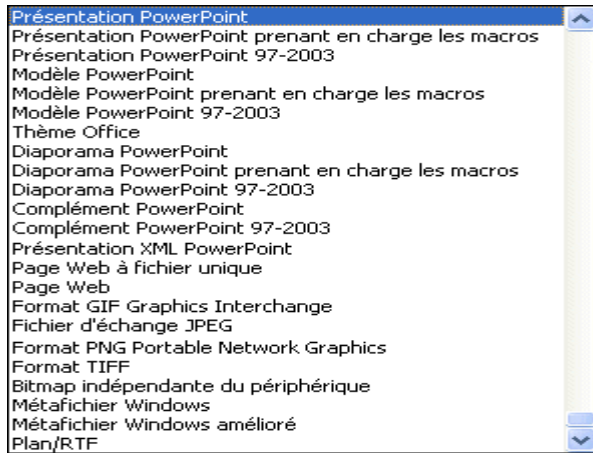 Présentation PowerPoint
Présentation PowerPoint prenant en charge les macros
Présentation PowerPoint 97-2003
Modèle PowerPoint
Modèle PowerPoint prenant en charge les macros
Modèle PowerPoint 97-2003
Thème Office
Diaporama PowerPoint
Diaporama PowerPoint prenant en charge les macros
Diaporama PowerPoint 97-2003
Complément PowerPoint
Complément PowerPoint 97-2003
Présentation XML PowerPoint
Page Web à fichier unique
Page Web
Format GIF Graphics Interchange
Fichier d'échange JPEG
Format PNG Portable Network Graphics
Format TIFF
Bitmap indépendante du périphérique
Métafichier Windows
Métafichier Windows amélioré
Plan/RTF